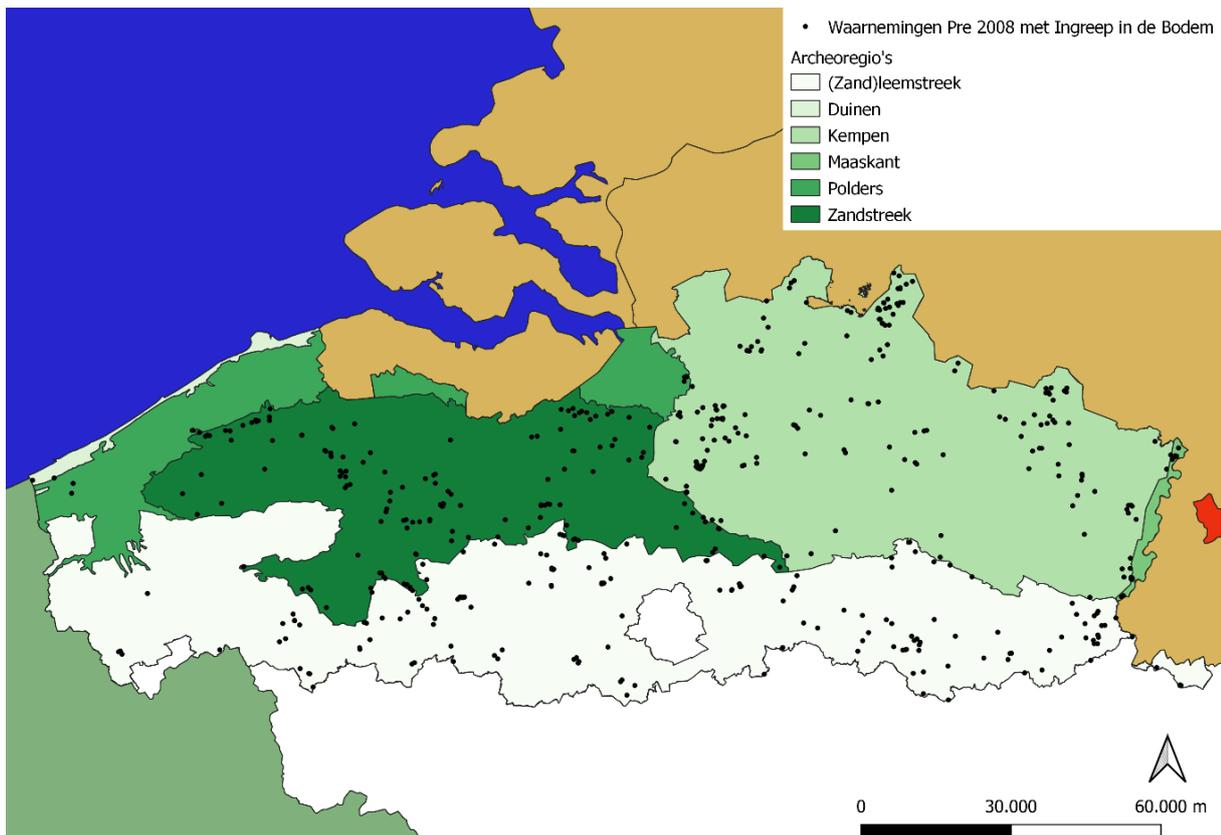 Waarnemingen Pre 2008 met Ingreep in de Bodem
Archeoregio's
(Zand)leemstreek
Duinen
Kempen
Maaskant
Polders
Zandstreek
0 30.000 60.000 m